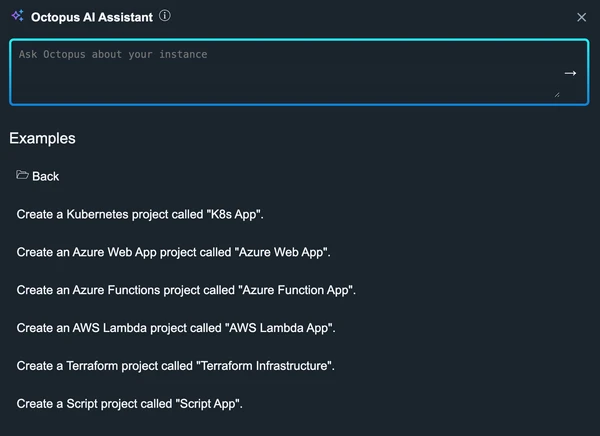 Octopus AI Assistant
Ask Octopus about your instance
Examples
Back
Create a Kubernetes project called "K8s App".
Create an Azure Web App project called "Azure Web App".
Create an Azure Functions project called "Azure Function App".
Create an AWS Lambda project called "AWS Lambda App".
Create a Terraform project called "Terraform Infrastructure".
Create a Script project called "Script App".